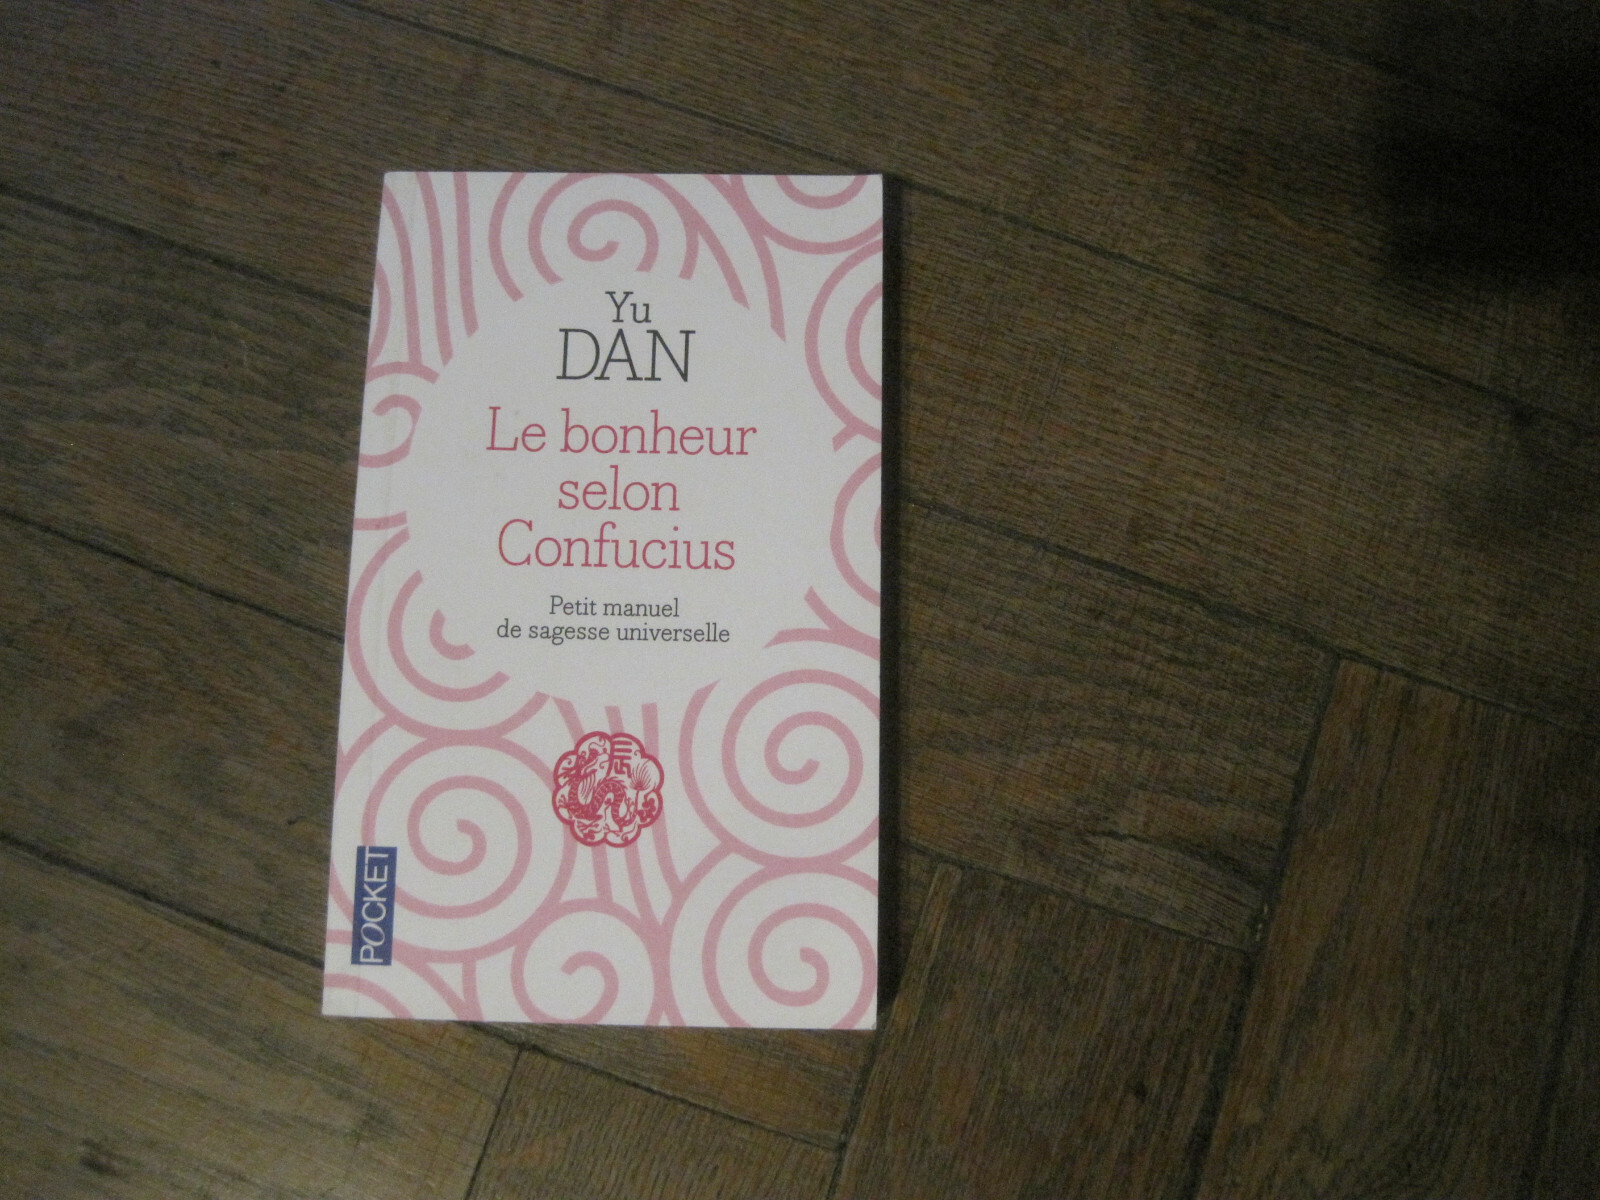 Yu
DAN
Le bonheur
selon
Confucius
Petit manuel
de sagesse universelle
POCKET